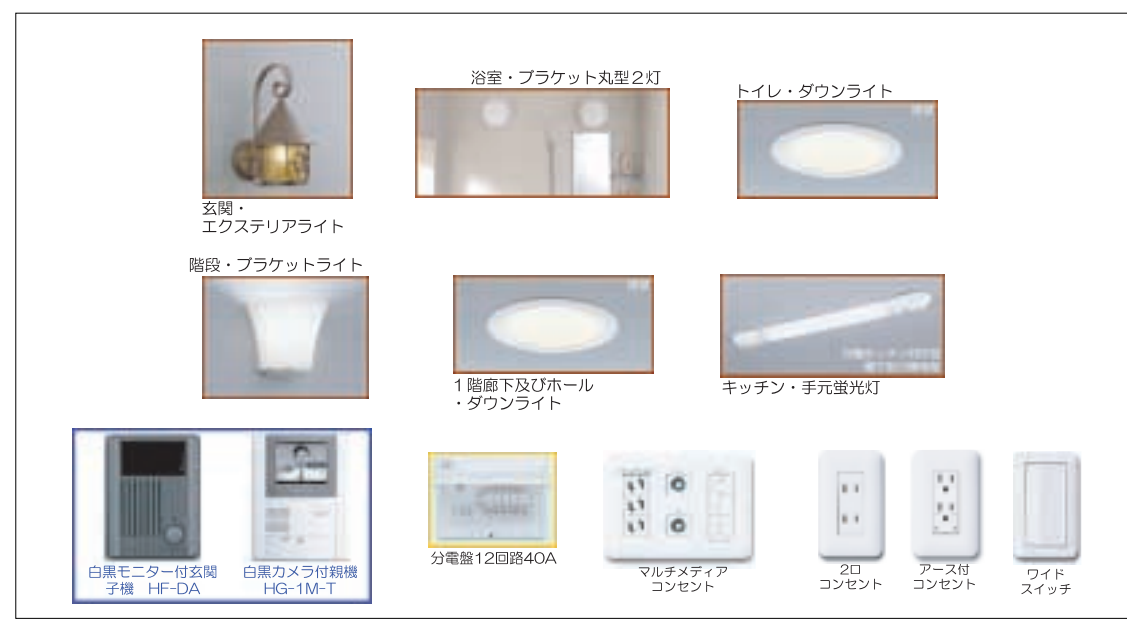 浴室・ブラケット丸型２灯
トイレ・ダウンライト
玄関・
エクステリアライト
階段・ブラケットライト
１階廊下及びホール
・ダウンライト
キッチン・手元蛍光灯
白黒モニター付玄関
子機　HF-DA
白黒カメラ付親機
HG-1M-T
分電盤12回路40A
マルチメディア
コンセント
2口
コンセント
アース付
コンセント
ワイド
スイッチ